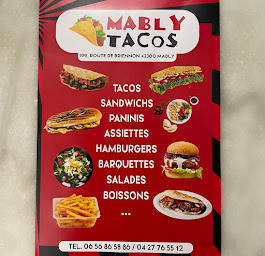 MABLY
TACOS
199, ROUTE DE BRIENNON 42300 MABLY
TACOS
SANDWICHS
PANINIS
ASSIETTES
HAMBURGERS
BARQUETTES
SALADES
BOISSONS
...
TEL. 06 56 86 58 86 / 04 27 76 55 12